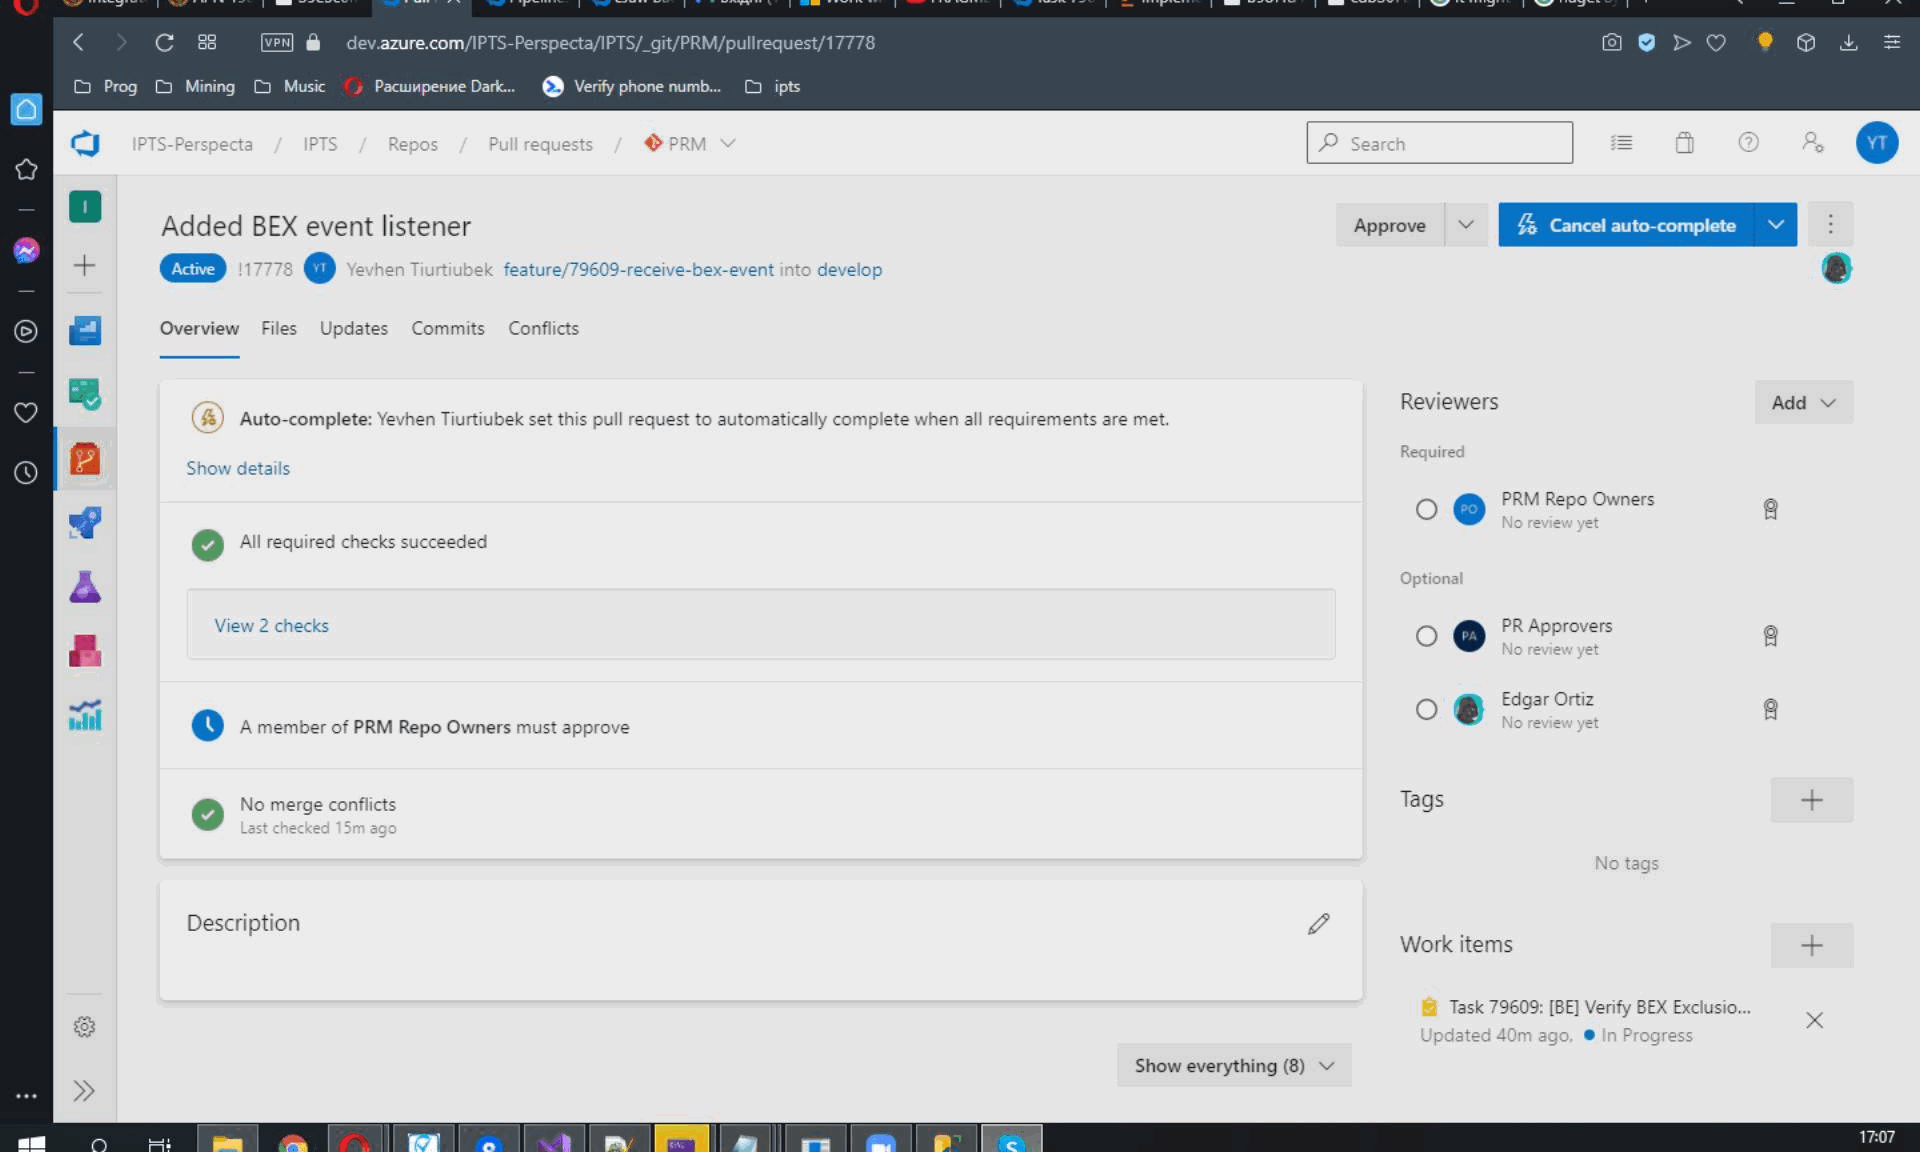 VPN dev.azure.com/IPTS-Perspecta/IPTS/_git/PRM/pullrequest/17778
Prog Mining Music Расширение Dark... Verify phone numb... ipts
IPTS-Perspecta / IPTS / Repos / Pull requests / PRM
Search
YT
I
Added BEX event listener
Approve
Cancel auto-complete
Active !17778 YT Yevhen Tiurtiubek feature/79609-receive-bex-event into develop
Overview Files Updates Commits Conflicts
Auto-complete: Yevhen Tiurtiubek set this pull request to automatically complete when all requirements are met.
Show details
All required checks succeeded
View 2 checks
A member of PRM Repo Owners must approve
No merge conflicts
Last checked 15m ago
Description
Show everything (8)
Reviewers
Add
Required
PO PRM Repo Owners
No review yet
Optional
PA PR Approvers
No review yet
Edgar Ortiz
No review yet
Tags
No tags
Work items
Task 79609: [BE] Verify BEX Exclusio...
Updated 40m ago, In Progress
17:07